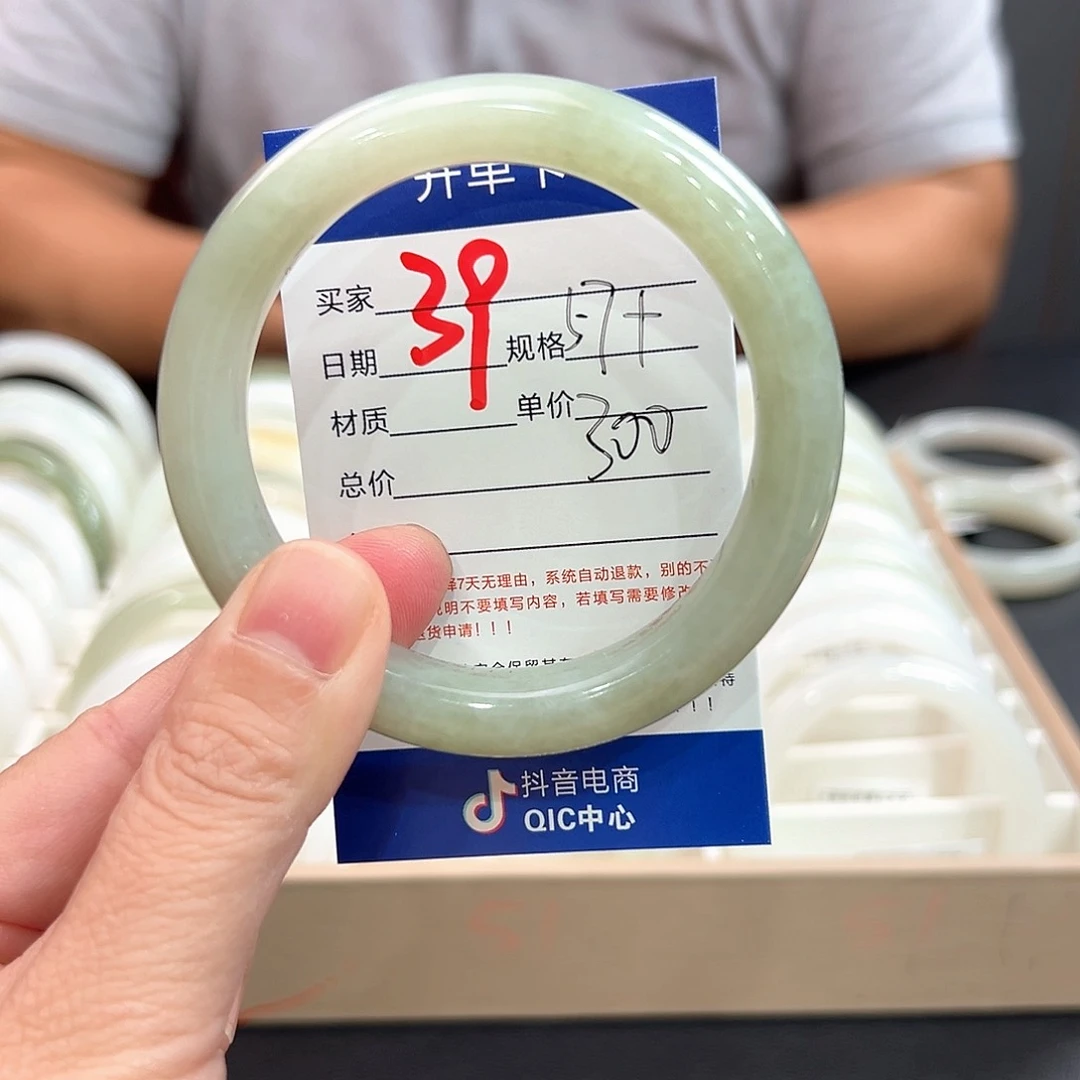 开单卡
39
买家
57+
日期 规格
材质 单价
300
总价
择7天无理由，系统自动退款，别的不
说明不要填写内容，若填写需要修改
货申请！！！
抖音电商
QIC中心